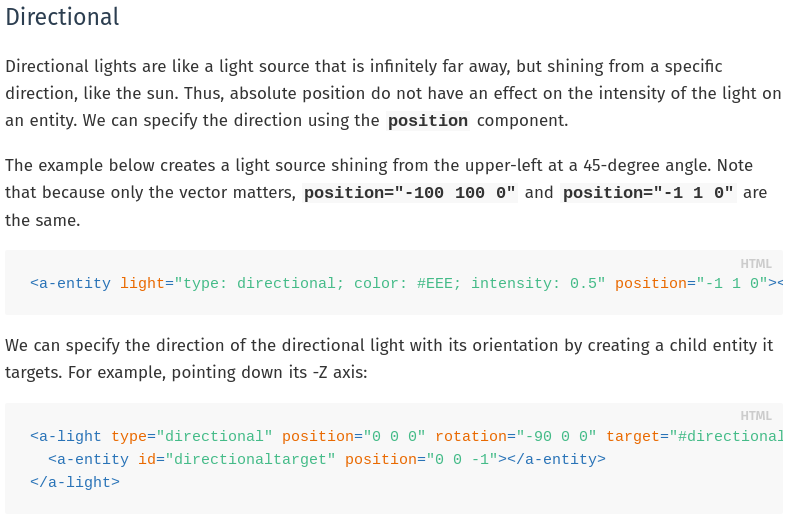 Directional
Directional lights are like a light source that is infinitely far away, but shining from a specific
direction, like the sun. Thus, absolute position do not have an effect on the intensity of the light on
an entity. We can specify the direction using the position component.
The example below creates a light source shining from the upper-left at a 45-degree angle. Note
that because only the vector matters, position="-100 100 0" and position="-1 1 0" are
the same.
HTML
<a-entity light="type: directional; color: #EEE; intensity: 0.5" position="-1 1 0"><
We can specify the direction of the directional light with its orientation by creating a child entity it
targets. For example, pointing down its -Z axis:
HTML
<a-light type="directional" position="0 0 0" rotation="-90 0 0" target="#directional
<a-entity id="directionaltarget" position="0 0 -1"></a-entity>
</a-light>